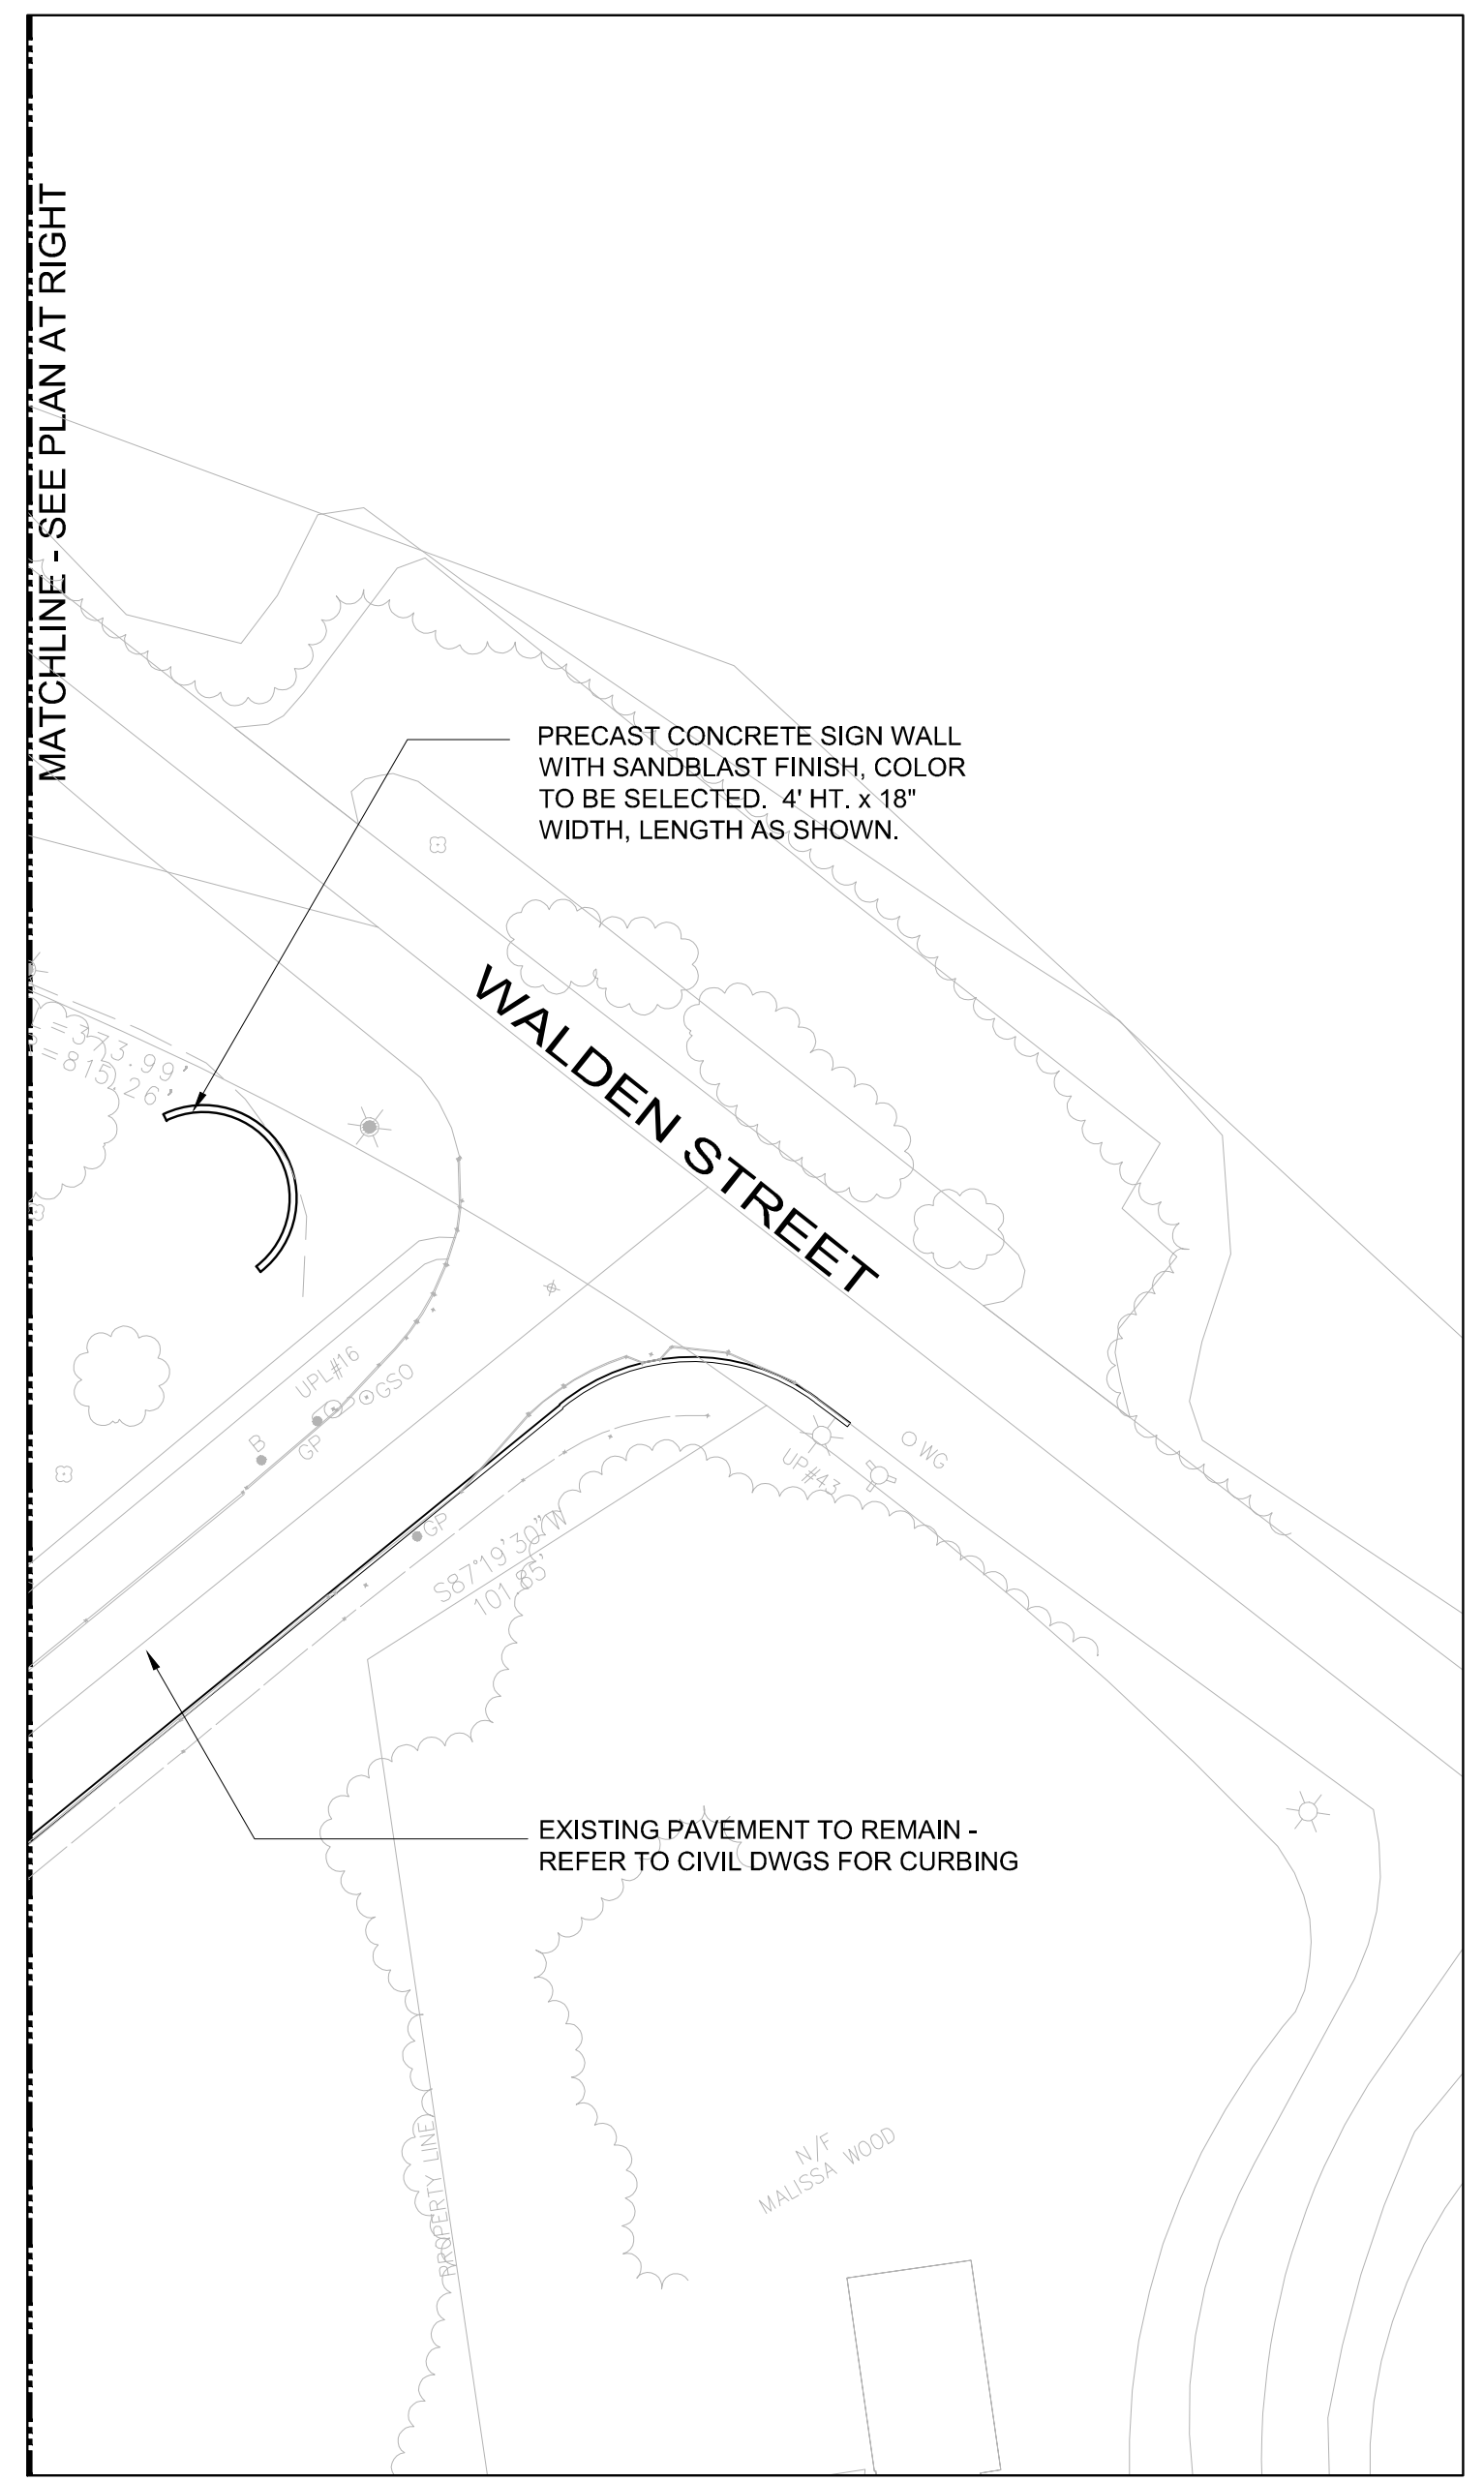 MATCHLINE - SEE PLAN AT RIGHT
PRECAST CONCRETE SIGN WALL
WITH SANDBLAST FINISH, COLOR
TO BE SELECTED. 4' HT. x 18"
WIDTH, LENGTH AS SHOWN.
=373.99'
=815.26'
WALDEN STREET
UPL#16
GSO
B
GP
WG
UP#43
GP
S87°19'30"W
101.85'
EXISTING PAVEMENT TO REMAIN -
REFER TO CIVIL DWGS FOR CURBING
PROPERTY LINE
N/F
MALISSA WOOD